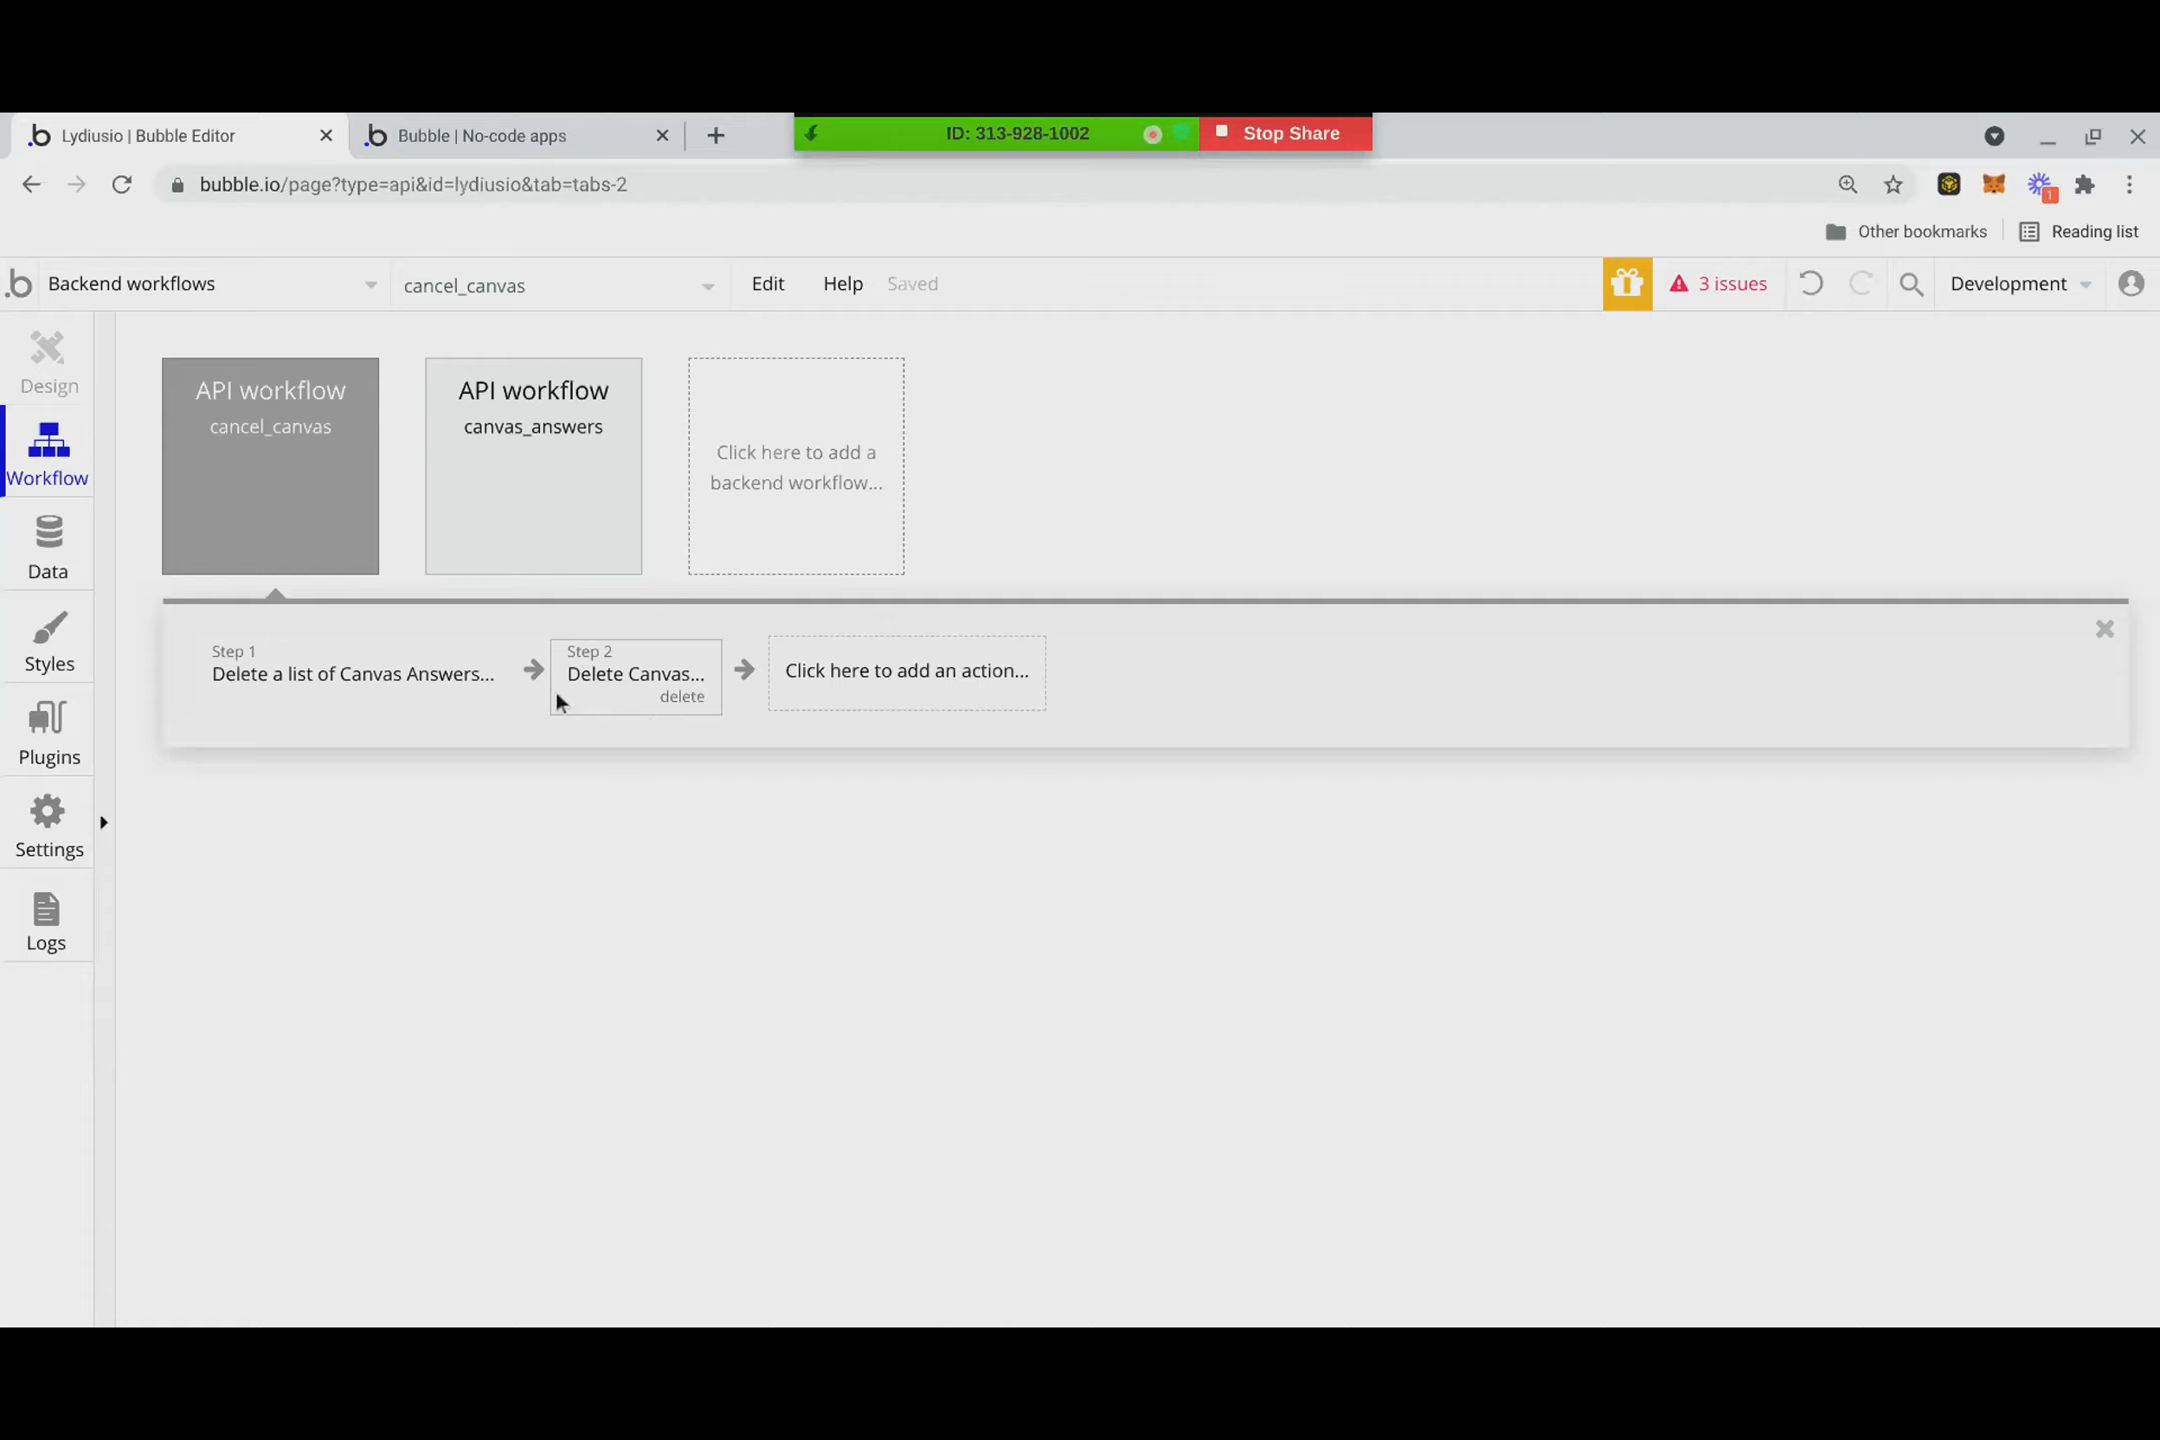 Lydiusio | Bubble Editor
Bubble | No-code apps
ID: 313-928-1002
Stop Share
bubble.io/page?type=api&id=lydiusio&tab=tabs-2
1
Other bookmarks
Reading list
Backend workflows
cancel_canvas
Edit
Help
Saved
3 issues
Development
Design
Workflow
Data
Styles
Plugins
Settings
Logs
API workflow
cancel_canvas
API workflow
canvas_answers
Click here to add a
backend workflow...
Step 1
Delete a list of Canvas Answers...
Step 2
Delete Canvas...
delete
Click here to add an action...